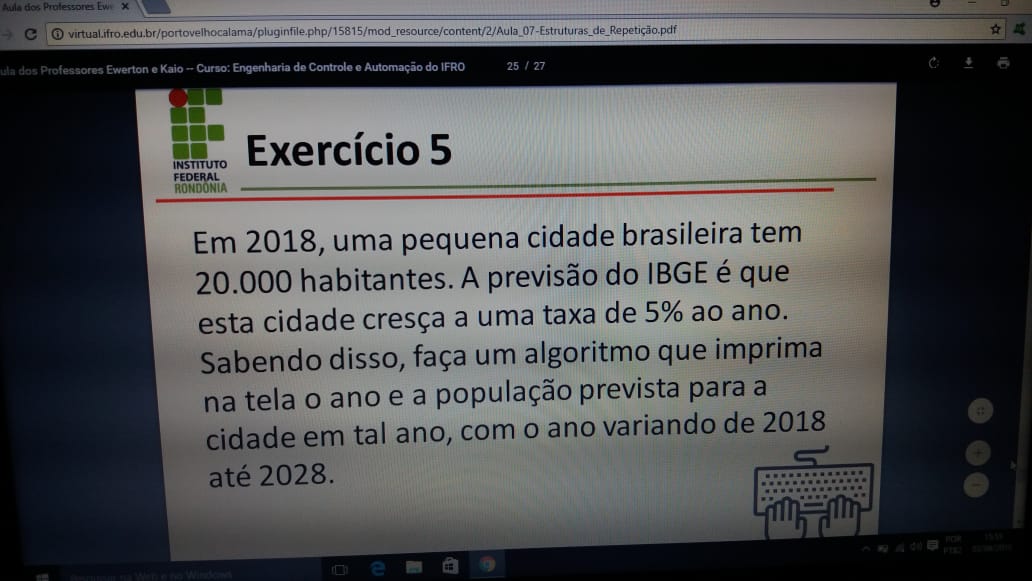 Aula dos Professores Ewe
virtual.ifro.edu.br/portovelhocalama/pluginfile.php/15815/mod_resource/content/2/Aula_07-Estruturas_de_Repetição.pdf
ula dos Professores Ewerton e Kaio -- Curso: Engenharia de Controle e Automação do IFRO 25 / 27
INSTITUTO
FEDERAL
RONDÔNIA
Exercício 5
Em 2018, uma pequena cidade brasileira tem
20.000 habitantes. A previsão do IBGE é que
esta cidade cresça a uma taxa de 5% ao ano.
Sabendo disso, faça um algoritmo que imprima
na tela o ano e a população prevista para a
cidade em tal ano, com o ano variando de 2018
até 2028.
na Web e no Windows
POR
PTB2